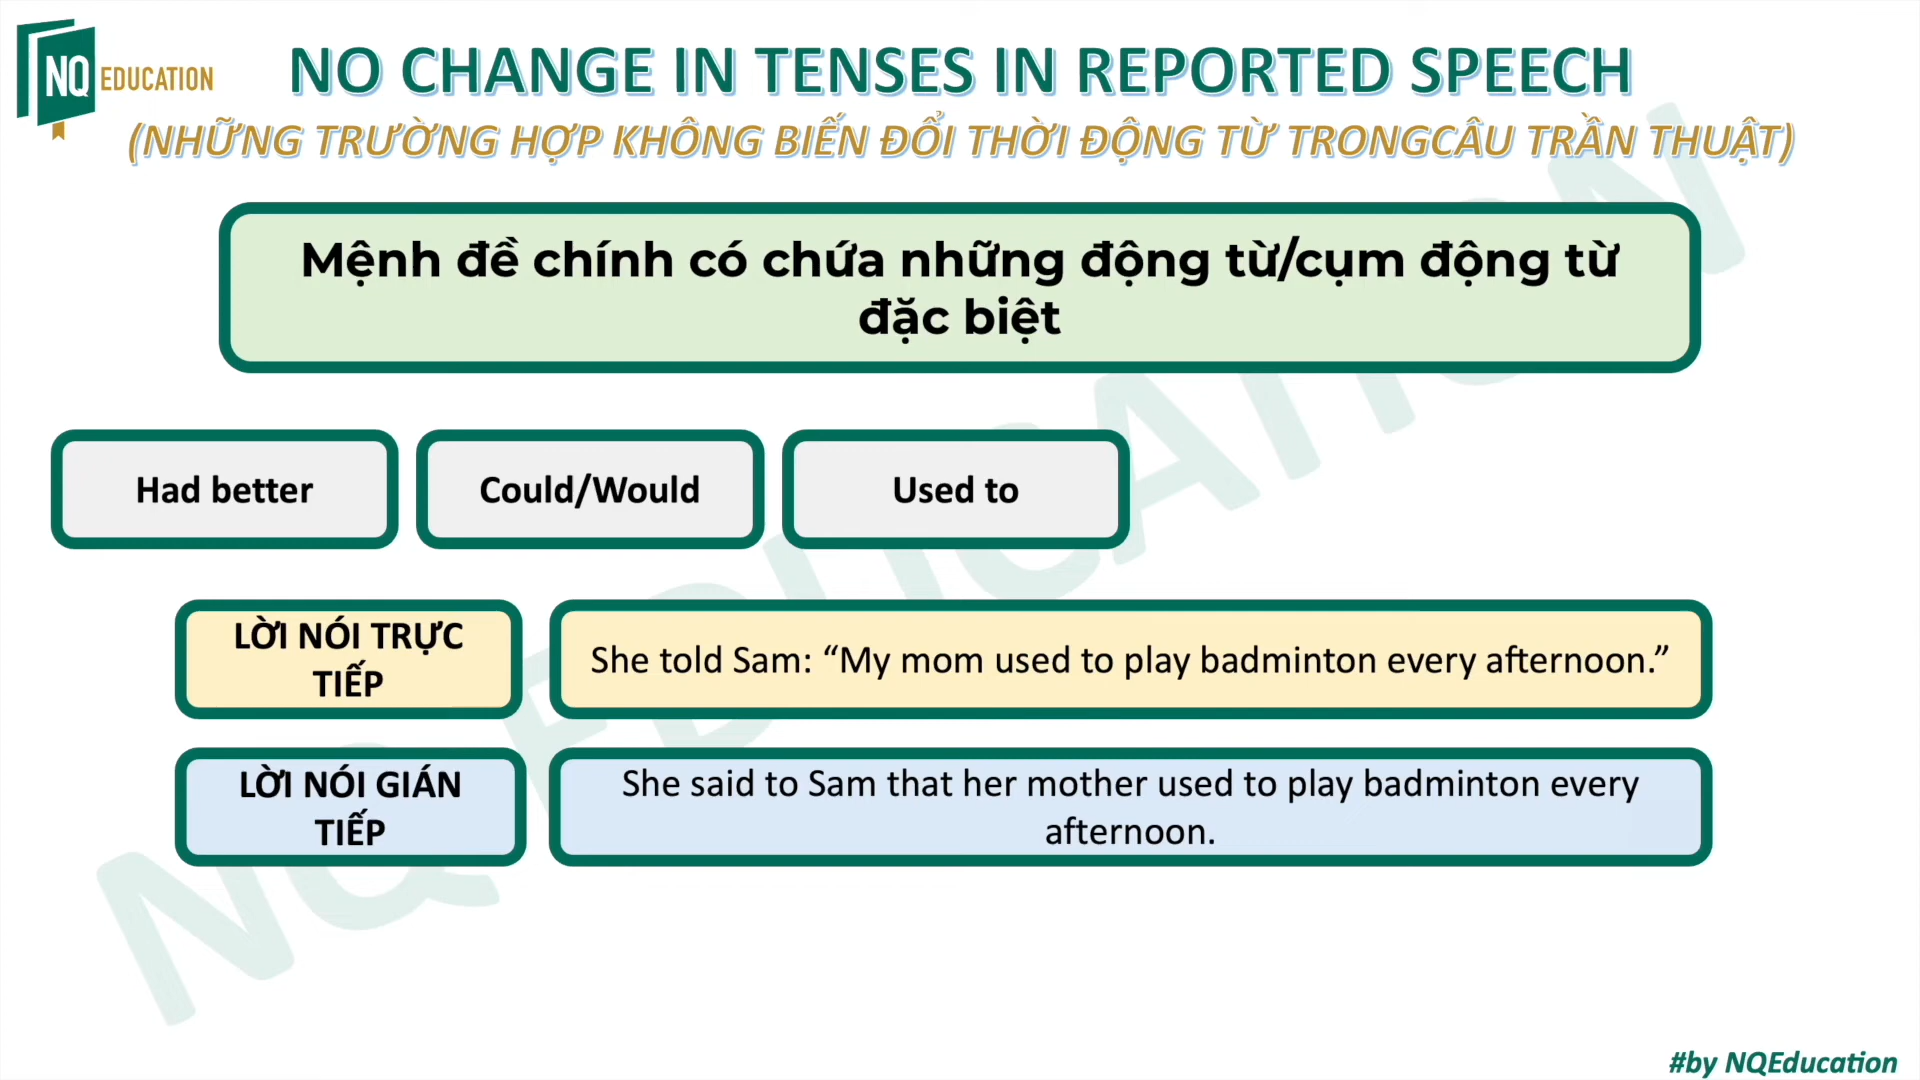 NQ EDUCATION
NO CHANGE IN TENSES IN REPORTED SPEECH
(NHỮNG TRƯỜNG HỢP KHÔNG BIẾN ĐỔI THỜI ĐỘNG TỪ TRONGCÂU TRẦN THUẬT)
Mệnh đề chính có chứa những động từ/cụm động từ
đặc biệt
Had better
Could/Would
Used to
LỜI NÓI TRỰC
TIẾP
She told Sam: “My mom used to play badminton every afternoon.”
LỜI NÓI GIÁN
TIẾP
She said to Sam that her mother used to play badminton every
afternoon.
NQ EDUCATION
#by NQEducation